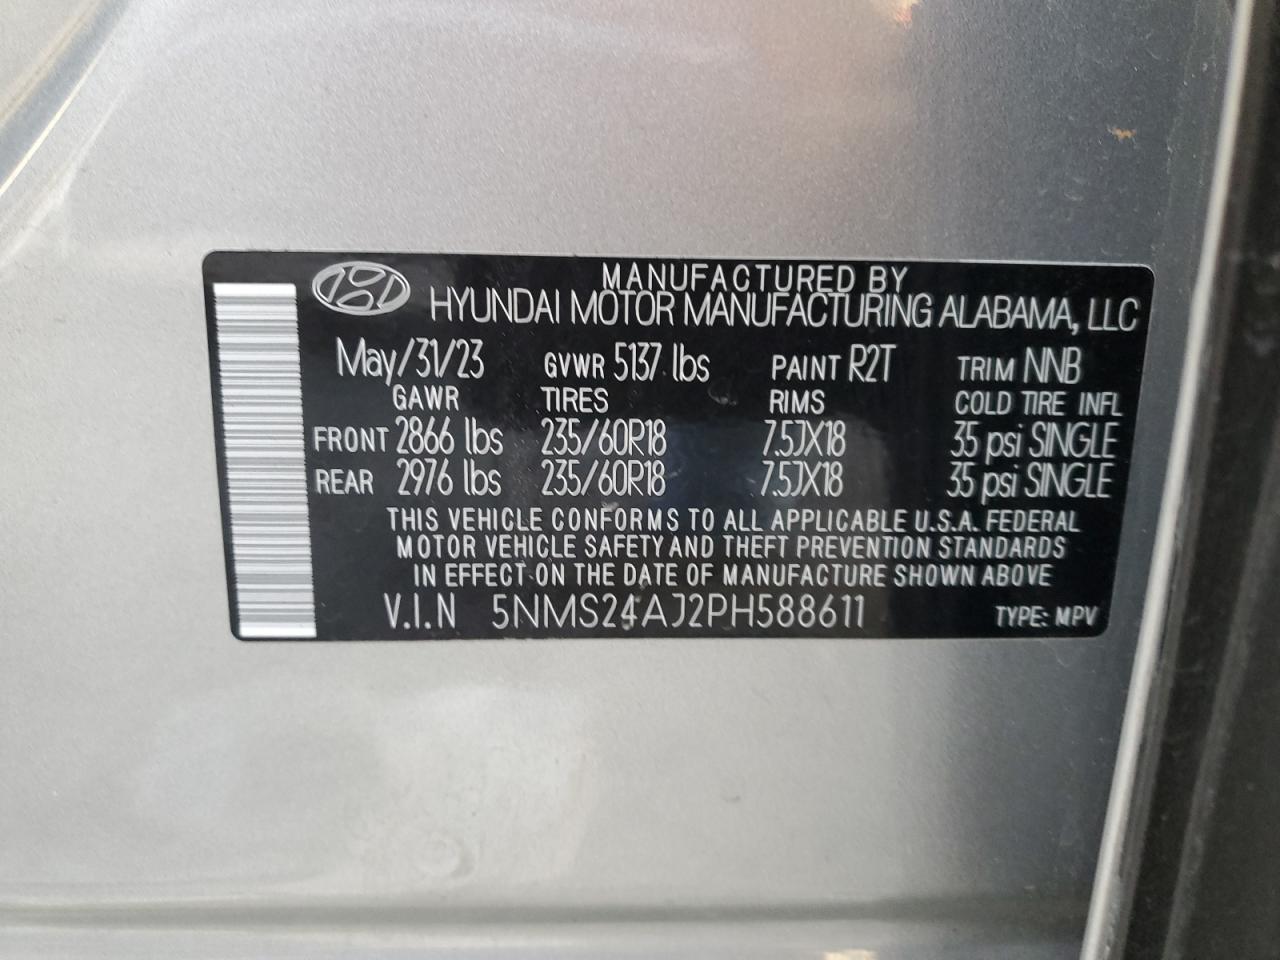 MANUFACTURED BY
HYUNDAI MOTOR MANUFACTURING ALABAMA, LLC
May/31/23 GVWR 5137 lbs PAINT R2T TRIM NNB
GAWR TIRES RIMS COLD TIRE INFL
FRONT 2866 lbs 235/60R18 7.5JX18 35 psi SINGLE
REAR 2976 lbs 235/60R18 7.5JX18 35 psi SINGLE
THIS VEHICLE CONFORMS TO ALL APPLICABLE U.S.A. FEDERAL
MOTOR VEHICLE SAFETY AND THEFT PREVENTION STANDARDS
IN EFFECT ON THE DATE OF MANUFACTURE SHOWN ABOVE
V.I.N 5NMS24AJ2PH588611 TYPE: MPV